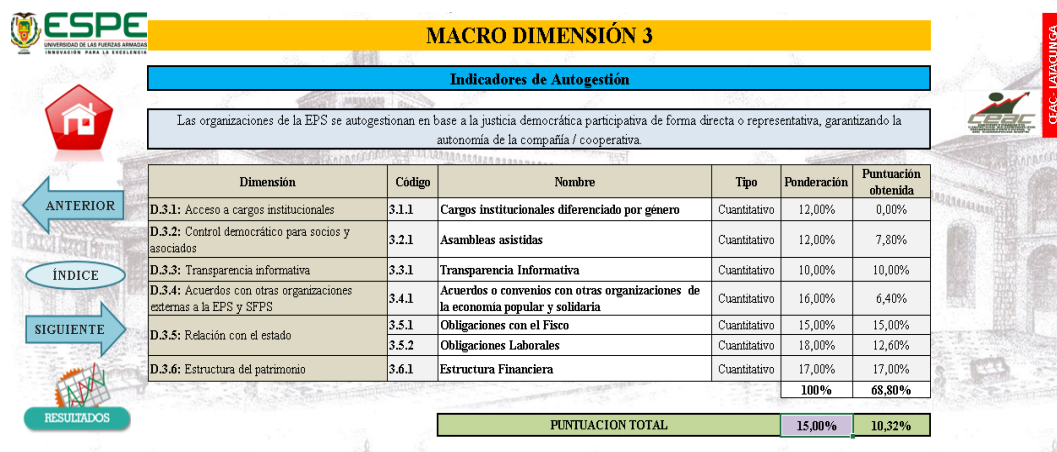 ESPE
UNIVERSIDAD DE LAS FUERZAS ARMADAS
INNOVACIÓN PARA LA EXCELENCIA
MACRO DIMENSIÓN 3
CEAC - LATACUNGA
Indicadores de Autogestión
Las organizaciones de la EPS se autogestionan en base a la justicia democrática participativa de forma directa o representativa, garantizando la
autonomía de la compañía / cooperativa.
ceac
Dimensión Código Nombre Tipo Ponderación Puntuación
obtenida
ANTERIOR
D.3.1: Acceso a cargos institucionales 3.1.1 Cargos institucionales diferenciado por género Cuantitativo 12,00% 0,00%
D.3.2: Control democrático para socios y
asociados 3.2.1 Asambleas asistidas Cuantitativo 12,00% 7,80%
ÍNDICE
D.3.3: Transparencia informativa 3.3.1 Transparencia Informativa Cuantitativo 10,00% 10,00%
D.3.4: Acuerdos con otras organizaciones
externas a la EPS y SFPS 3.4.1 Acuerdos o convenios con otras organizaciones de
la economía popular y solidaria Cuantitativo 16,00% 6,40%
SIGUIENTE
D.3.5: Relación con el estado 3.5.1 Obligaciones con el Fisco Cuantitativo 15,00% 15,00%
3.5.2 Obligaciones Laborales Cuantitativo 18,00% 12,60%
D.3.6: Estructura del patrimonio 3.6.1 Estructura Financiera Cuantitativo 17,00% 17,00%
100% 68,80%
RESULTADOS
PUNTUACION TOTAL 15,00% 10,32%